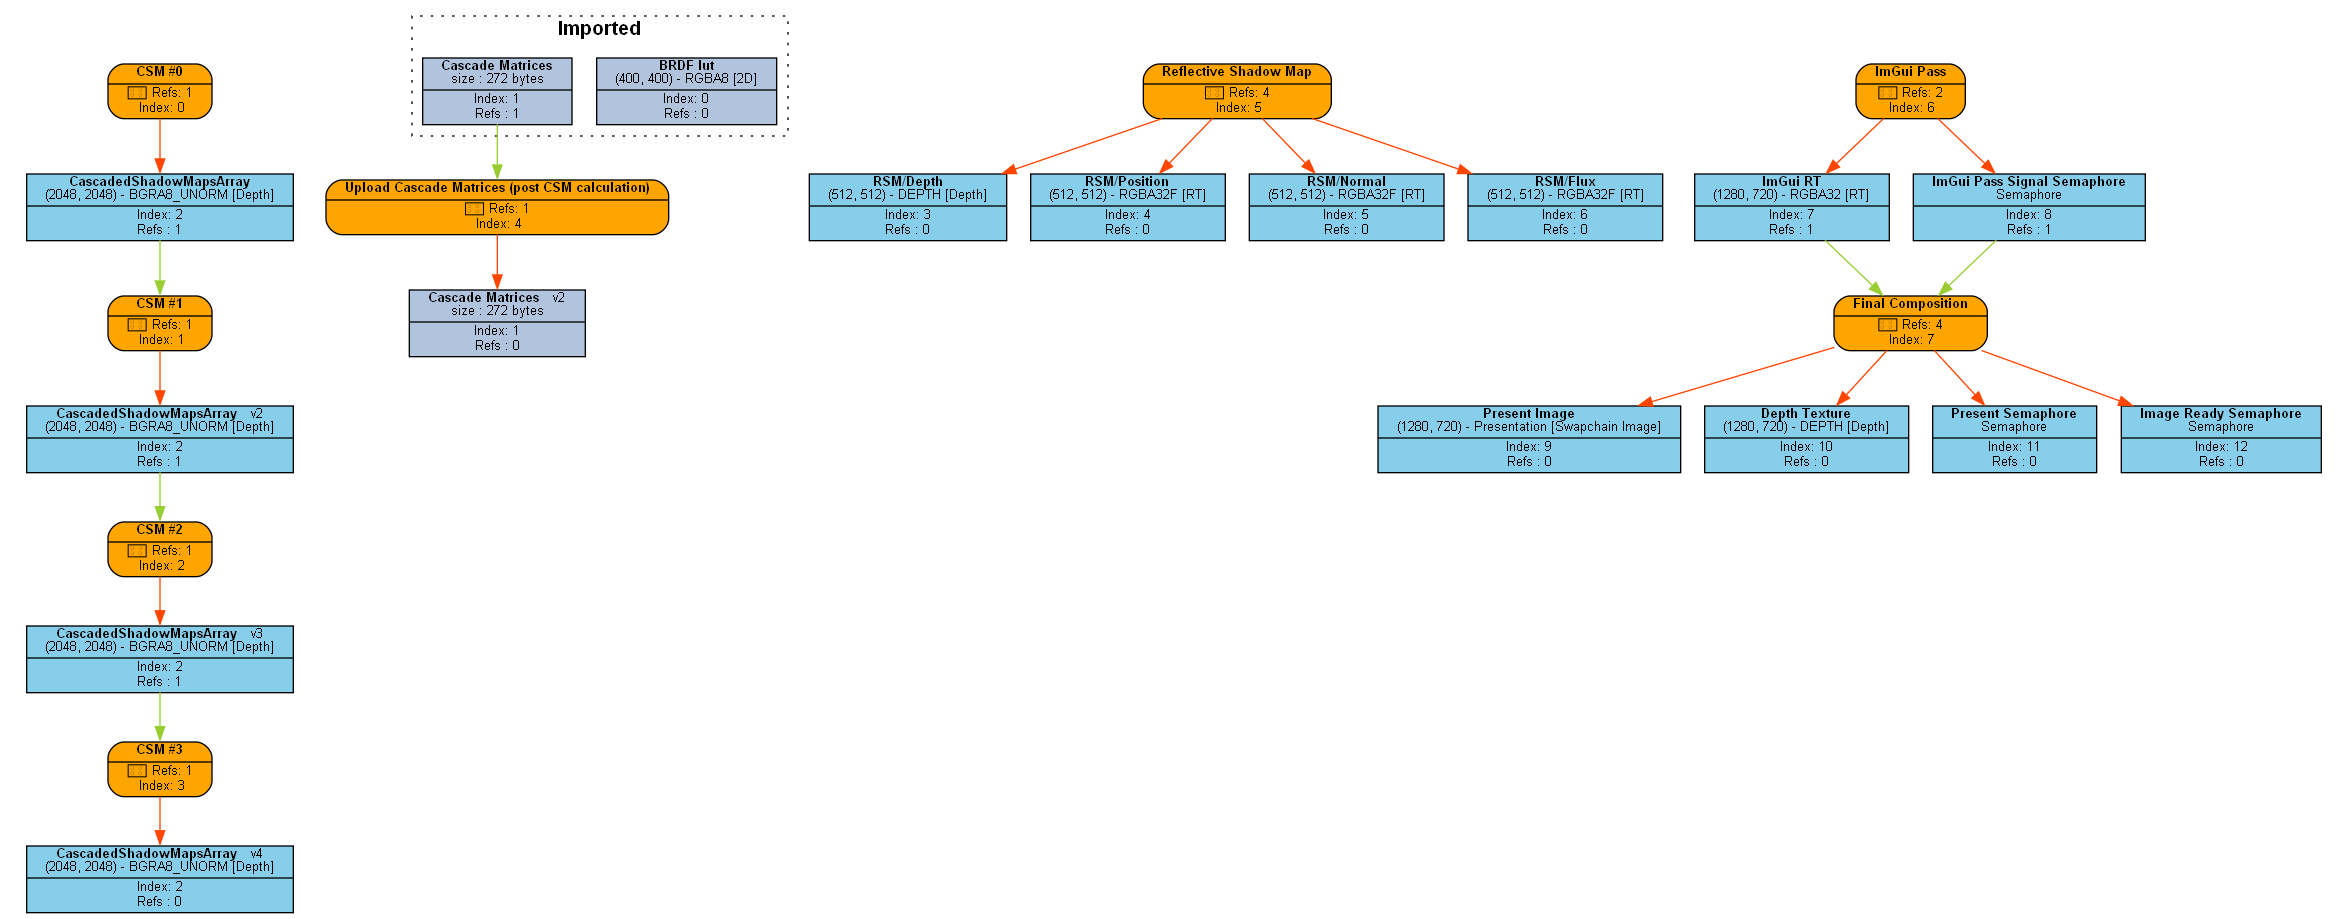 CSM #0
Refs: 1
Index: 0
CascadedShadowMapsArray
(2048, 2048) - BGRA8_UNORM [Depth]
Index: 2
Refs : 1
CSM #1
Refs: 1
Index: 1
CascadedShadowMapsArray v2
(2048, 2048) - BGRA8_UNORM [Depth]
Index: 2
Refs : 1
CSM #2
Refs: 1
Index: 2
CascadedShadowMapsArray v3
(2048, 2048) - BGRA8_UNORM [Depth]
Index: 2
Refs : 1
CSM #3
Refs: 1
Index: 3
CascadedShadowMapsArray v4
(2048, 2048) - BGRA8_UNORM [Depth]
Index: 2
Refs : 0
Imported
Cascade Matrices
size : 272 bytes
Index: 1
Refs : 1
BRDF lut
(400, 400) - RGBA8 [2D]
Index: 0
Refs : 0
Upload Cascade Matrices (post CSM calculation)
Refs: 1
Index: 4
Cascade Matrices v2
size : 272 bytes
Index: 1
Refs : 0
Reflective Shadow Map
Refs: 4
Index: 5
RSM/Depth
(512, 512) - DEPTH [Depth]
Index: 3
Refs : 0
RSM/Position
(512, 512) - RGBA32F [RT]
Index: 4
Refs : 0
RSM/Normal
(512, 512) - RGBA32F [RT]
Index: 5
Refs : 0
RSM/Flux
(512, 512) - RGBA32F [RT]
Index: 6
Refs : 0
ImGui Pass
Refs: 2
Index: 6
ImGui RT
(1280, 720) - RGBA32 [RT]
Index: 7
Refs : 1
ImGui Pass Signal Semaphore
Semaphore
Index: 8
Refs : 1
Final Composition
Refs: 4
Index: 7
Present Image
(1280, 720) - Presentation [Swapchain Image]
Index: 9
Refs : 0
Depth Texture
(1280, 720) - DEPTH [Depth]
Index: 10
Refs : 0
Present Semaphore
Semaphore
Index: 11
Refs : 0
Image Ready Semaphore
Semaphore
Index: 12
Refs : 0